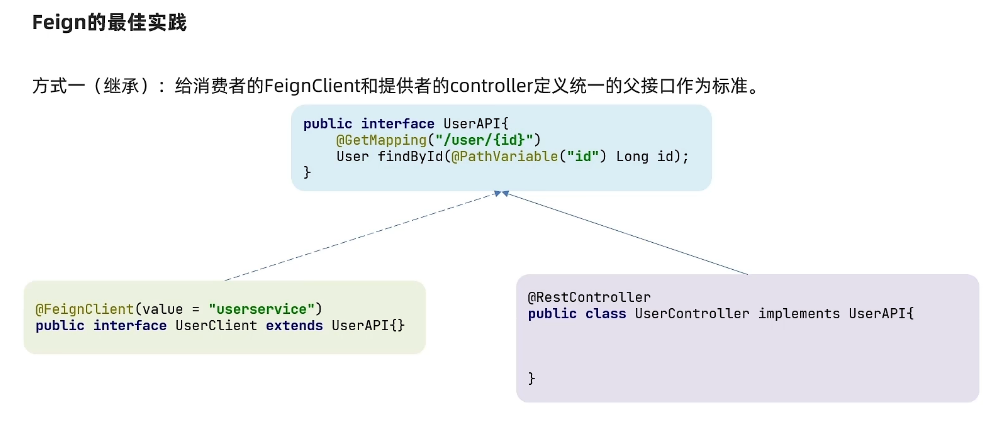 Feign的最佳实践
方式一（继承）：给消费者的FeignClient和提供者的controller定义统一的父接口作为标准。
public interface UserAPI{
    @GetMapping("/user/{id}")
    User findById(@PathVariable("id") Long id);
}
@FeignClient(value = "userservice")
public interface UserClient extends UserAPI{}
@RestController
public class UserController implements UserAPI{
}